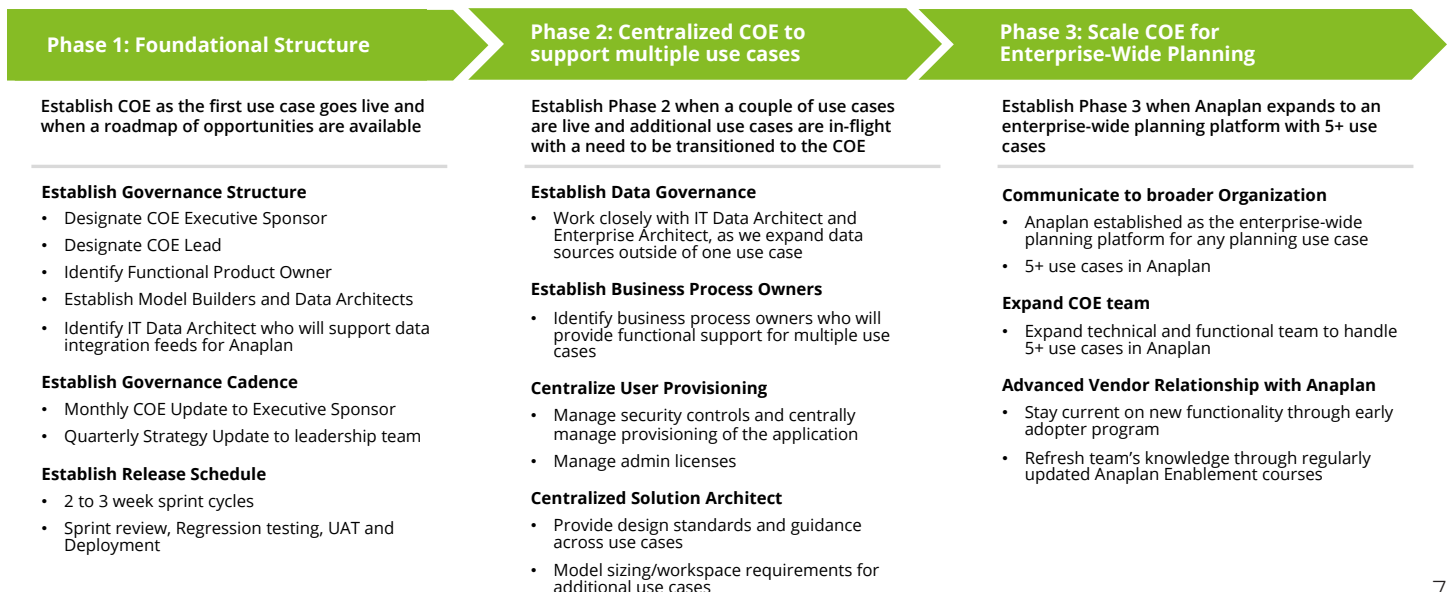 Phase 1: Foundational Structure
Establish COE as the first use case goes live and
when a roadmap of opportunities are available
Establish Governance Structure
• Designate COE Executive Sponsor
• Designate COE Lead
• Identify Functional Product Owner
• Establish Model Builders and Data Architects
• Identify IT Data Architect who will support data
integration feeds for Anaplan
Establish Governance Cadence
• Monthly COE Update to Executive Sponsor
• Quarterly Strategy Update to leadership team
Establish Release Schedule
• 2 to 3 week sprint cycles
• Sprint review, Regression testing, UAT and
Deployment
Phase 2: Centralized COE to
support multiple use cases
Establish Phase 2 when a couple of use cases
are live and additional use cases are in-flight
with a need to be transitioned to the COE
Establish Data Governance
• Work closely with IT Data Architect and
Enterprise Architect, as we expand data
sources outside of one use case
Establish Business Process Owners
• Identify business process owners who will
provide functional support for multiple use
cases
Centralize User Provisioning
• Manage security controls and centrally
manage provisioning of the application
• Manage admin licenses
Centralized Solution Architect
• Provide design standards and guidance
across use cases
• Model sizing/workspace requirements for
additional use cases
Phase 3: Scale COE for
Enterprise-Wide Planning
Establish Phase 3 when Anaplan expands to an
enterprise-wide planning platform with 5+ use
cases
Communicate to broader Organization
• Anaplan established as the enterprise-wide
planning platform for any planning use case
• 5+ use cases in Anaplan
Expand COE team
• Expand technical and functional team to handle
5+ use cases in Anaplan
Advanced Vendor Relationship with Anaplan
• Stay current on new functionality through early
adopter program
• Refresh team’s knowledge through regularly
updated Anaplan Enablement courses
7